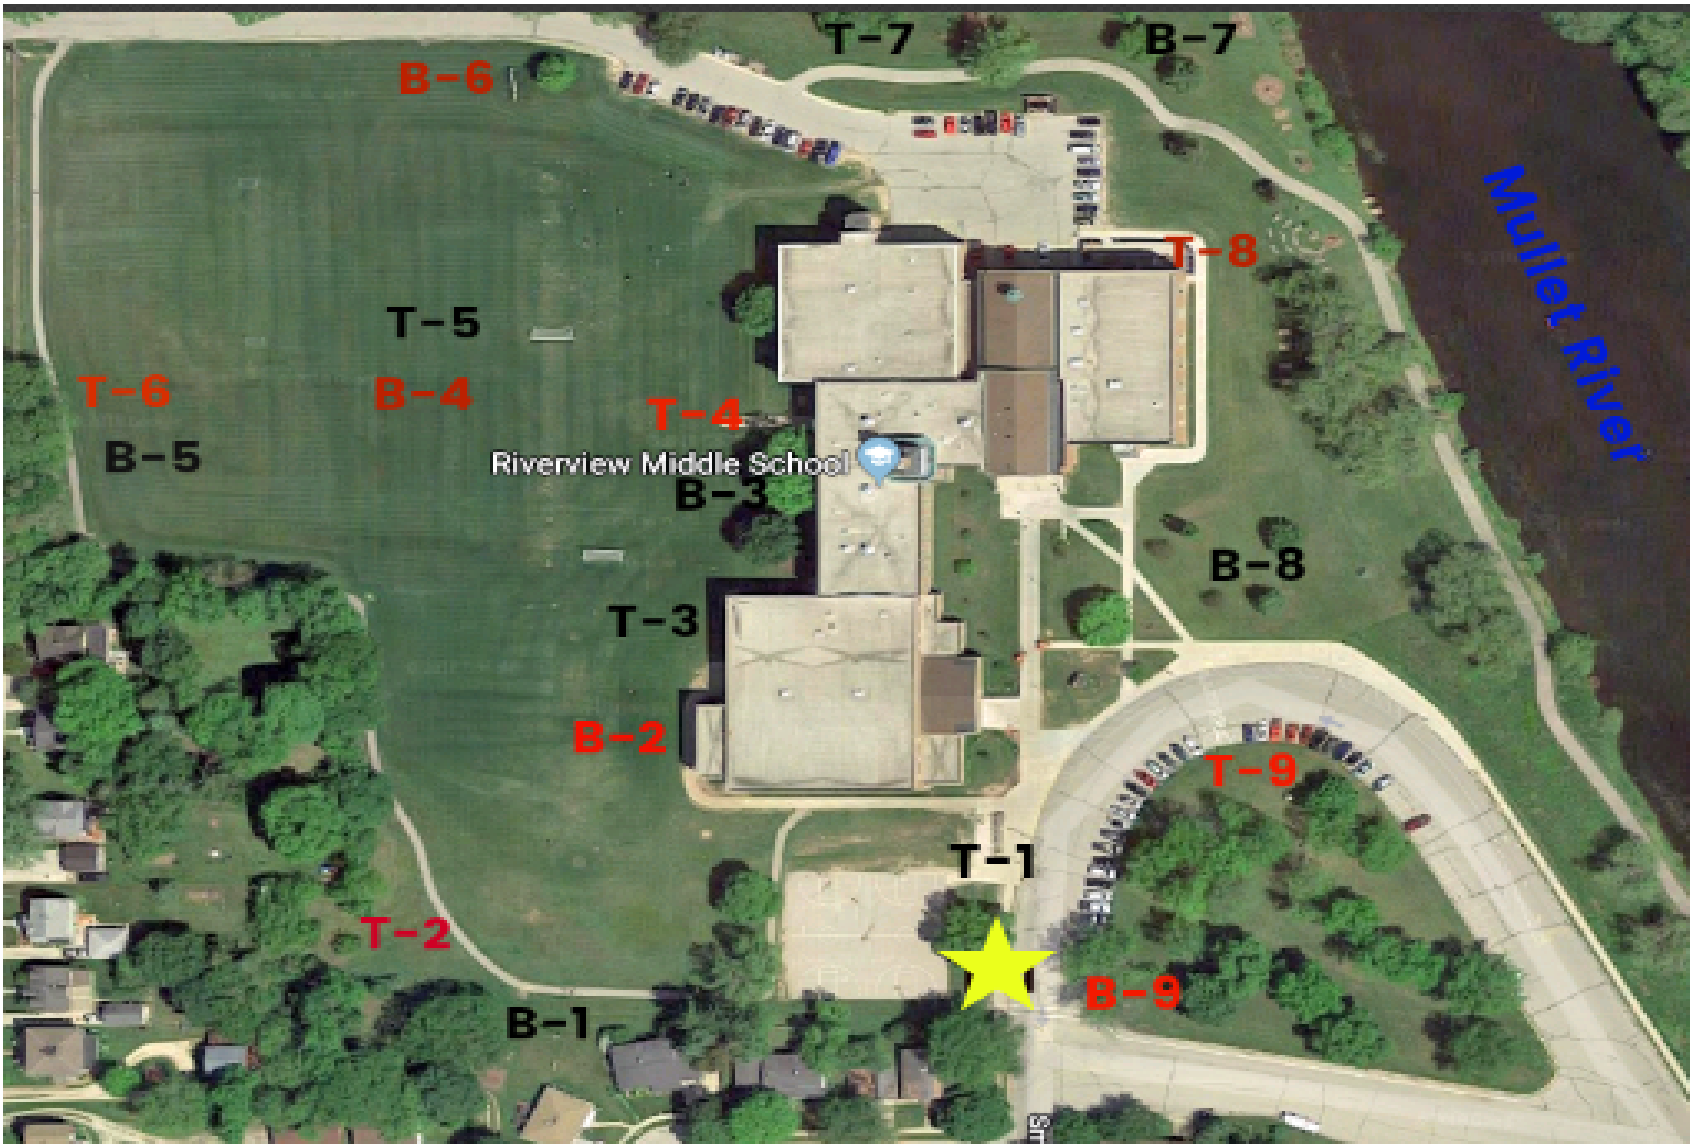 T-7
B-7
B-6
Mullet River
T-8
T-5
T-6
B-4
T-4
B-5
Riverview Middle School
B-3
B-8
T-3
B-2
T-9
T-1
T-2
B-9
B-1